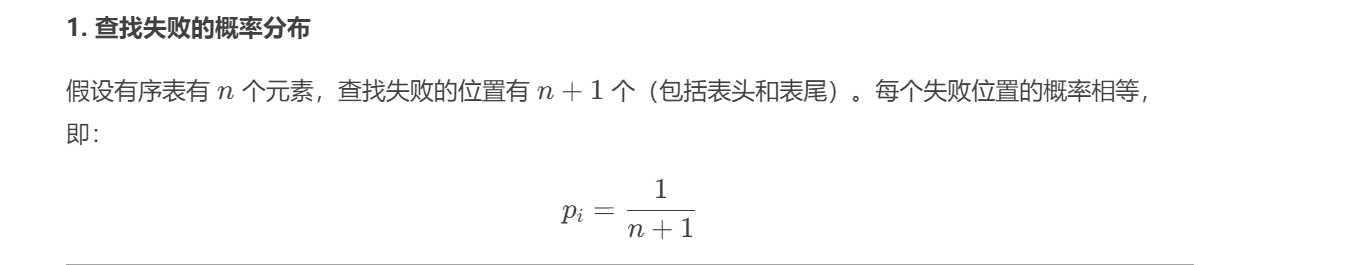 1. 查找失败的概率分布
假设有序表有 n 个元素，查找失败的位置有 n + 1 个（包括表头和表尾）。每个失败位置的概率相等，
即：
p_i = \frac{1}{n + 1}